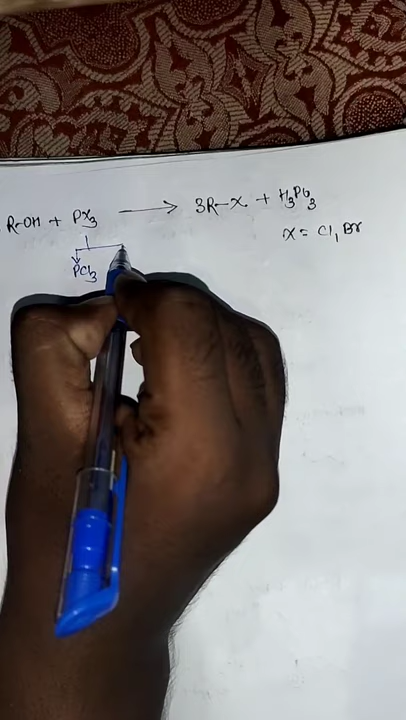 R-OH + PX₃ ⟶ 3R-X. + H₃PO₃
X = Cl, Br
PCl₃